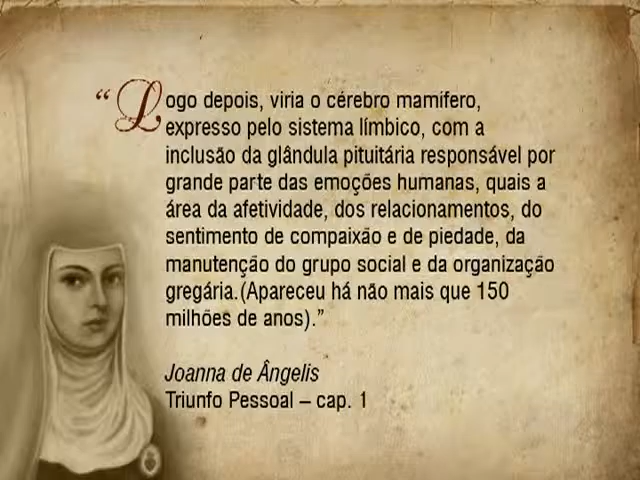 “Logo depois, viria o cérebro mamífero,
expresso pelo sistema límbico, com a
inclusão da glândula pituitária responsável por
grande parte das emoções humanas, quais a
área da afetividade, dos relacionamentos, do
sentimento de compaixão e de piedade, da
manutenção do grupo social e da organização
gregária.(Apareceu há não mais que 150
milhões de anos).”
Joanna de Ângelis
Triunfo Pessoal – cap. 1